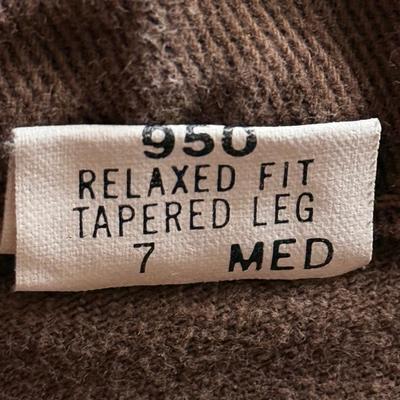 950
RELAXED FIT
TAPERED LEG
7 MED